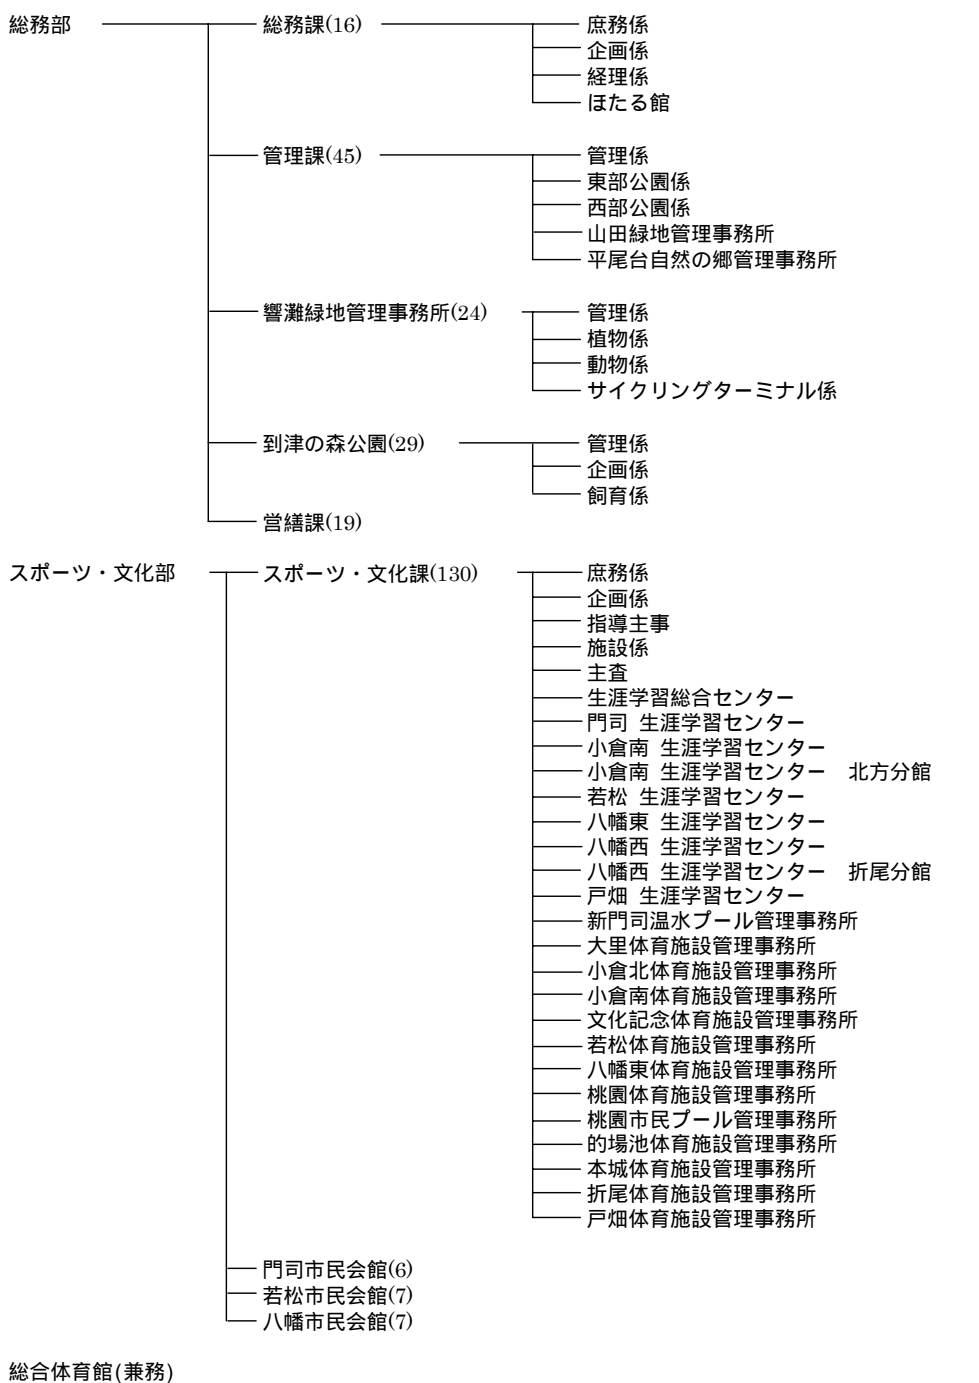 総務部 総務課(16) 庶務係
企画係
経理係
ほたる館
管理課(45) 管理係
東部公園係
西部公園係
山田緑地管理事務所
平尾台自然の郷管理事務所
響灘緑地管理事務所(24) 管理係
植物係
動物係
サイクリングターミナル係
到津の森公園(29) 管理係
企画係
飼育係
営繕課(19)
スポーツ・文化部 スポーツ・文化課(130) 庶務係
企画係
指導主事
施設係
主査
生涯学習総合センター
門司 生涯学習センター
小倉南 生涯学習センター
小倉南 生涯学習センター 北方分館
若松 生涯学習センター
八幡東 生涯学習センター
八幡西 生涯学習センター
八幡西 生涯学習センター 折尾分館
戸畑 生涯学習センター
新門司温水プール管理事務所
大里体育施設管理事務所
小倉北体育施設管理事務所
小倉南体育施設管理事務所
文化記念体育施設管理事務所
若松体育施設管理事務所
八幡東体育施設管理事務所
桃園体育施設管理事務所
桃園市民プール管理事務所
的場池体育施設管理事務所
本城体育施設管理事務所
折尾体育施設管理事務所
戸畑体育施設管理事務所
門司市民会館(6)
若松市民会館(7)
八幡市民会館(7)
総合体育館(兼務)